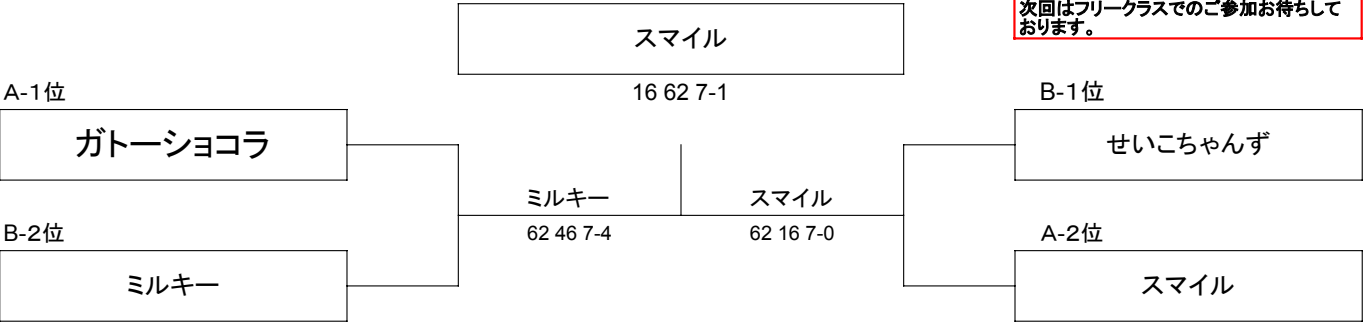 次回はフリークラスでのご参加お待ちして
おります。
スマイル
16 62 7-1
A-1位
B-1位
ガトーショコラ
せいこちゃんず
ミルキー
スマイル
62 46 7-4
62 16 7-0
B-2位
A-2位
ミルキー
スマイル